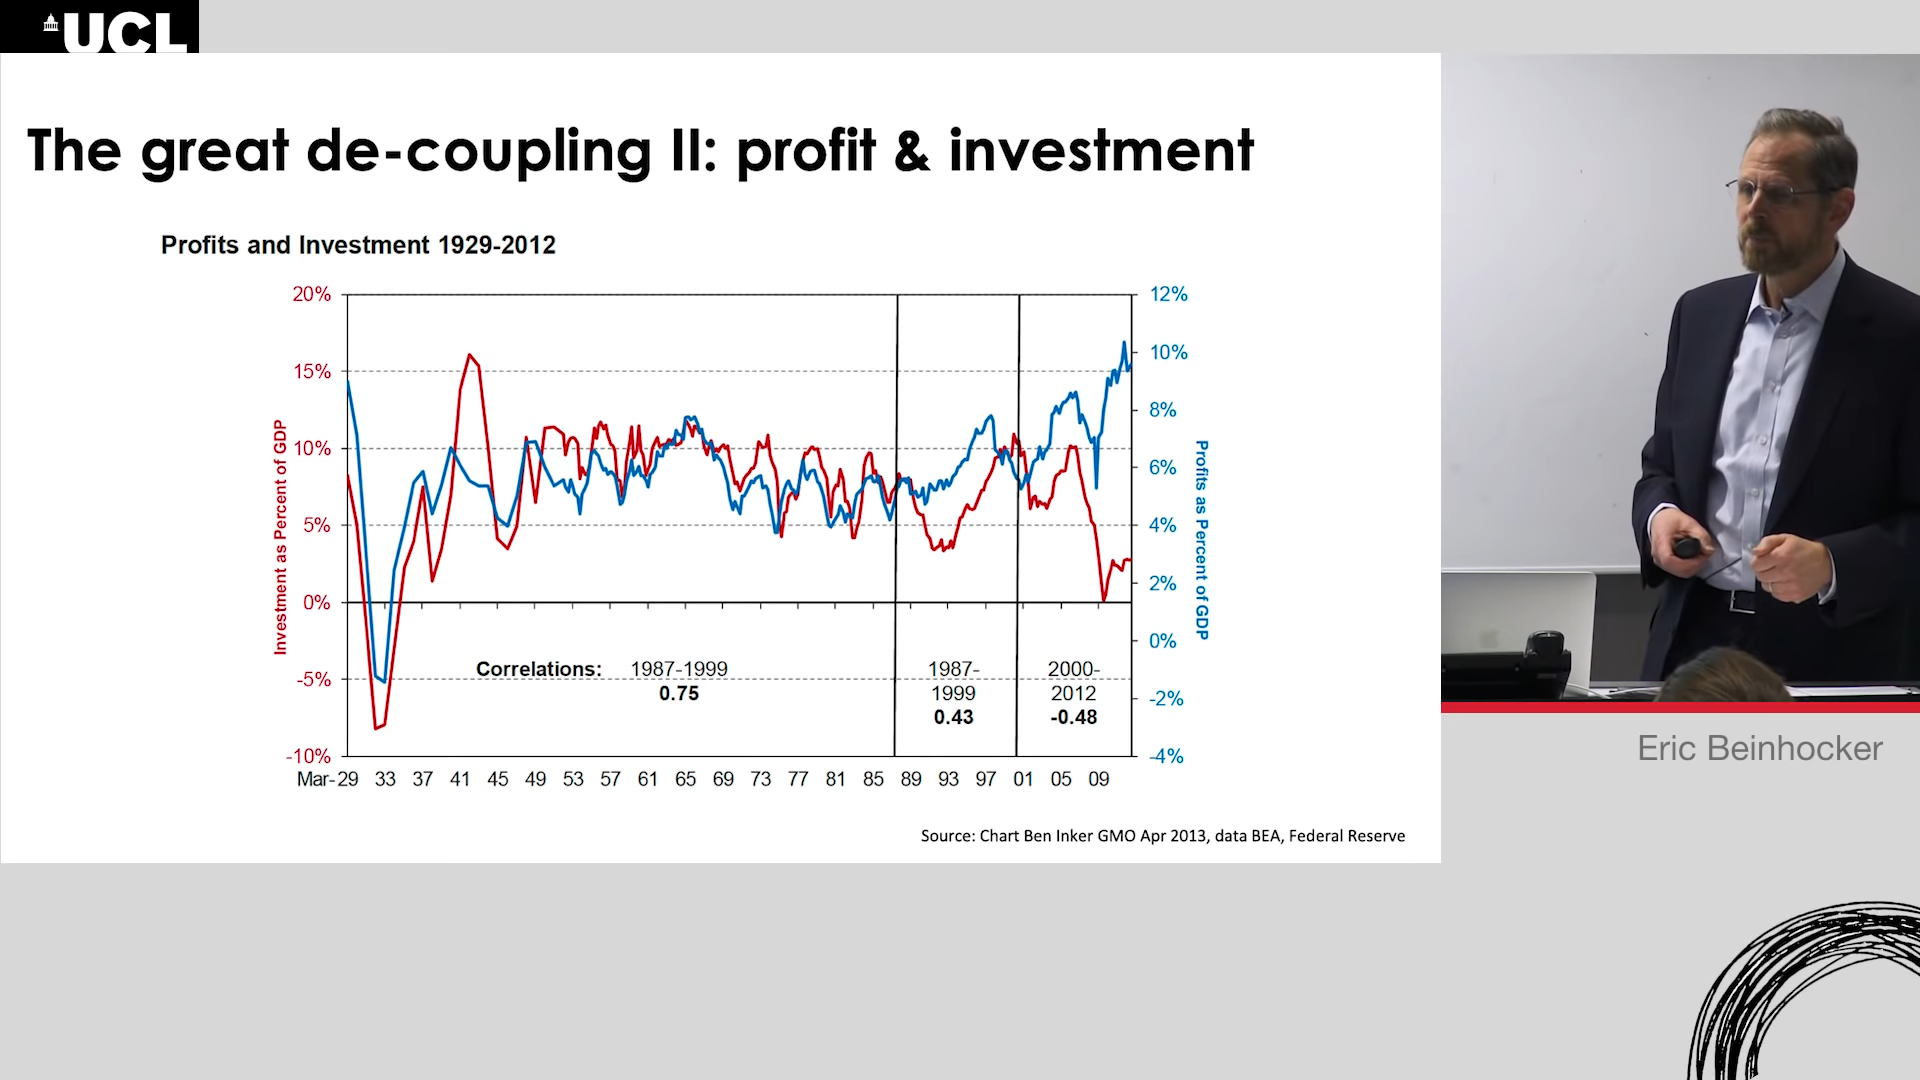 UCL
The great de-coupling II: profit & investment
Profits and Investment 1929-2012
20%
15%
10%
5%
0%
-5%
-10%
Investment as Percent of GDP
12%
10%
8%
6%
4%
2%
0%
-2%
-4%
Profits as Percent of GDP
Correlations:
1987-1999
0.75
1987-
1999
0.43
2000-
2012
-0.48
Mar-29 33 37 41 45 49 53 57 61 65 69 73 77 81 85 89 93 97 01 05 09
Source: Chart Ben Inker GMO Apr 2013, data BEA, Federal Reserve
Eric Beinhocker